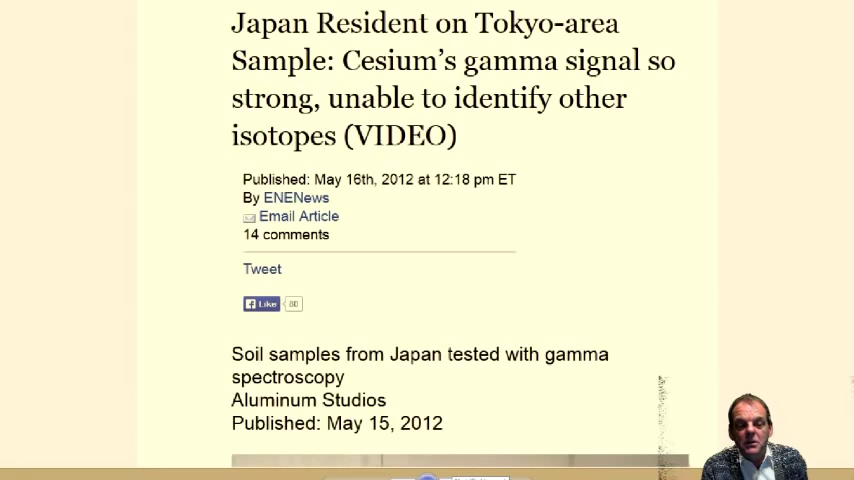 Japan Resident on Tokyo-area
Sample: Cesium's gamma signal so
strong, unable to identify other
isotopes (VIDEO)
Published: May 16th, 2012 at 12:18 pm ET
By ENENews
Email Article
14 comments
Tweet
Like 80
Soil samples from Japan tested with gamma
spectroscopy
Aluminum Studios
Published: May 15, 2012